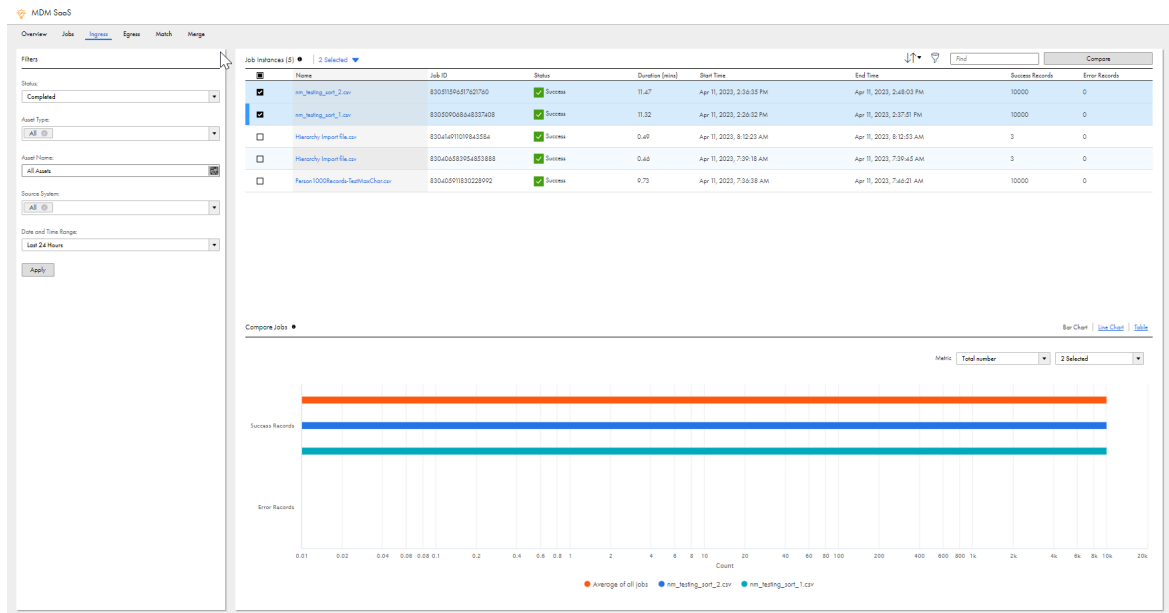 MDM SaaS
Overview Jobs Ingress Egress Match Merge
Filters
Status:
Completed
Asset Type:
All
Asset Name:
All Assets
Source System:
All
Date and Time Range:
Last 24 Hours
Apply
Job Instances (5) 2 Selected Find Compare
Name Job ID Status Duration (mins) Start Time End Time Success Records Error Records
nm_testing_sort_2.csv 830511596517621760 Success 11.47 Apr 11, 2023, 2:36:35 PM Apr 11, 2023, 2:48:03 PM 10000 0
nm_testing_sort_1.csv 830509068648337408 Success 11.32 Apr 11, 2023, 2:26:32 PM Apr 11, 2023, 2:37:51 PM 10000 0
Hierarchy Import file.csv 830414911019843584 Success 0.49 Apr 11, 2023, 8:12:23 AM Apr 11, 2023, 8:12:53 AM 3 0
Hierarchy Import file.csv 830406583954853888 Success 0.46 Apr 11, 2023, 7:39:18 AM Apr 11, 2023, 7:39:45 AM 3 0
Person1000Records-TestMaxChar.csv 830405911830228992 Success 9.73 Apr 11, 2023, 7:36:38 AM Apr 11, 2023, 7:46:21 AM 10000 0
Compare Jobs Bar Chart Line Chart Table
Metric Total number 2 Selected
Success Records
Error Records
0.01 0.02 0.04 0.06 0.08 0.1 0.2 0.4 0.6 0.8 1 2 4 6 8 10 20 40 60 80 100 200 400 600 800 1k 2k 4k 6k 8k 10k 20k
Count
Average of all jobs nm_testing_sort_2.csv nm_testing_sort_1.csv